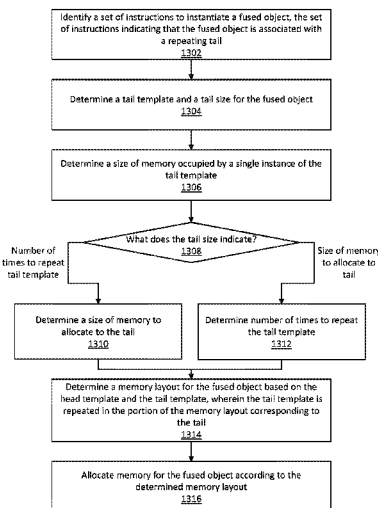 Identify a set of instructions to instantiate a fused object, the set
of instructions indicating that the fused object is associated with
a repeating tail
1302
Determine a tail template and a tail size for the fused object
1304
Determine a size of memory occupied by a single instance of the
tail template
1306
What does the tail size indicate?
1308
Number of
times to repeat
tail template
Size of memory
to allocate to
tail
Determine a size of memory to
allocate to the tail
1310
Determine number of times to repeat
the tail template
1312
Determine a memory layout for the fused object based on the
head template and the tail template, wherein the tail template is
repeated in the portion of the memory layout corresponding to
the tail
1314
Allocate memory for the fused object according to the
determined memory layout
1316